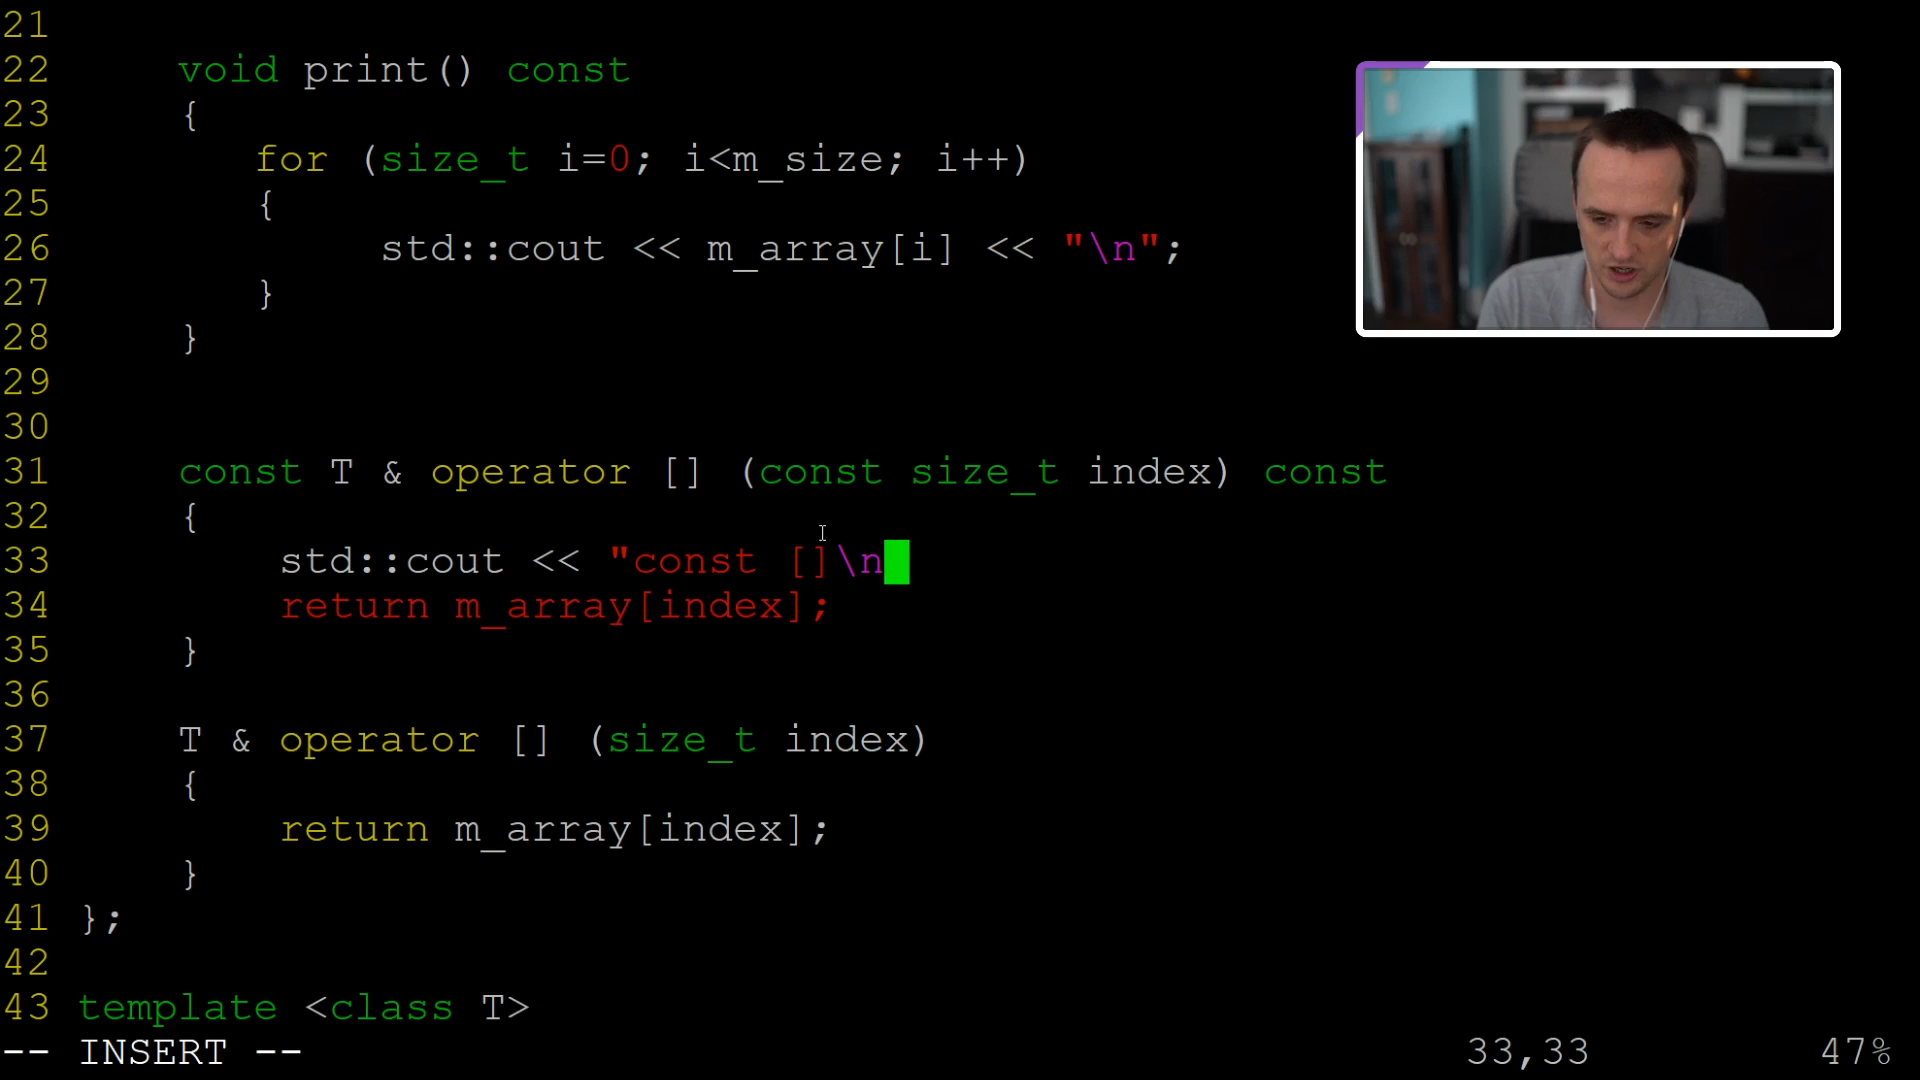 21
22 void print() const
23 {
24 for (size_t i=0; i<m_size; i++)
25 {
26 std::cout << m_array[i] << "\n";
27 }
28 }
29
30
31 const T & operator [] (const size_t index) const
32 {
33 std::cout << "const []\n
34 return m_array[index];
35 }
36
37 T & operator [] (size_t index)
38 {
39 return m_array[index];
40 }
41 };
42
43 template <class T>
-- INSERT -- 33,33 47%